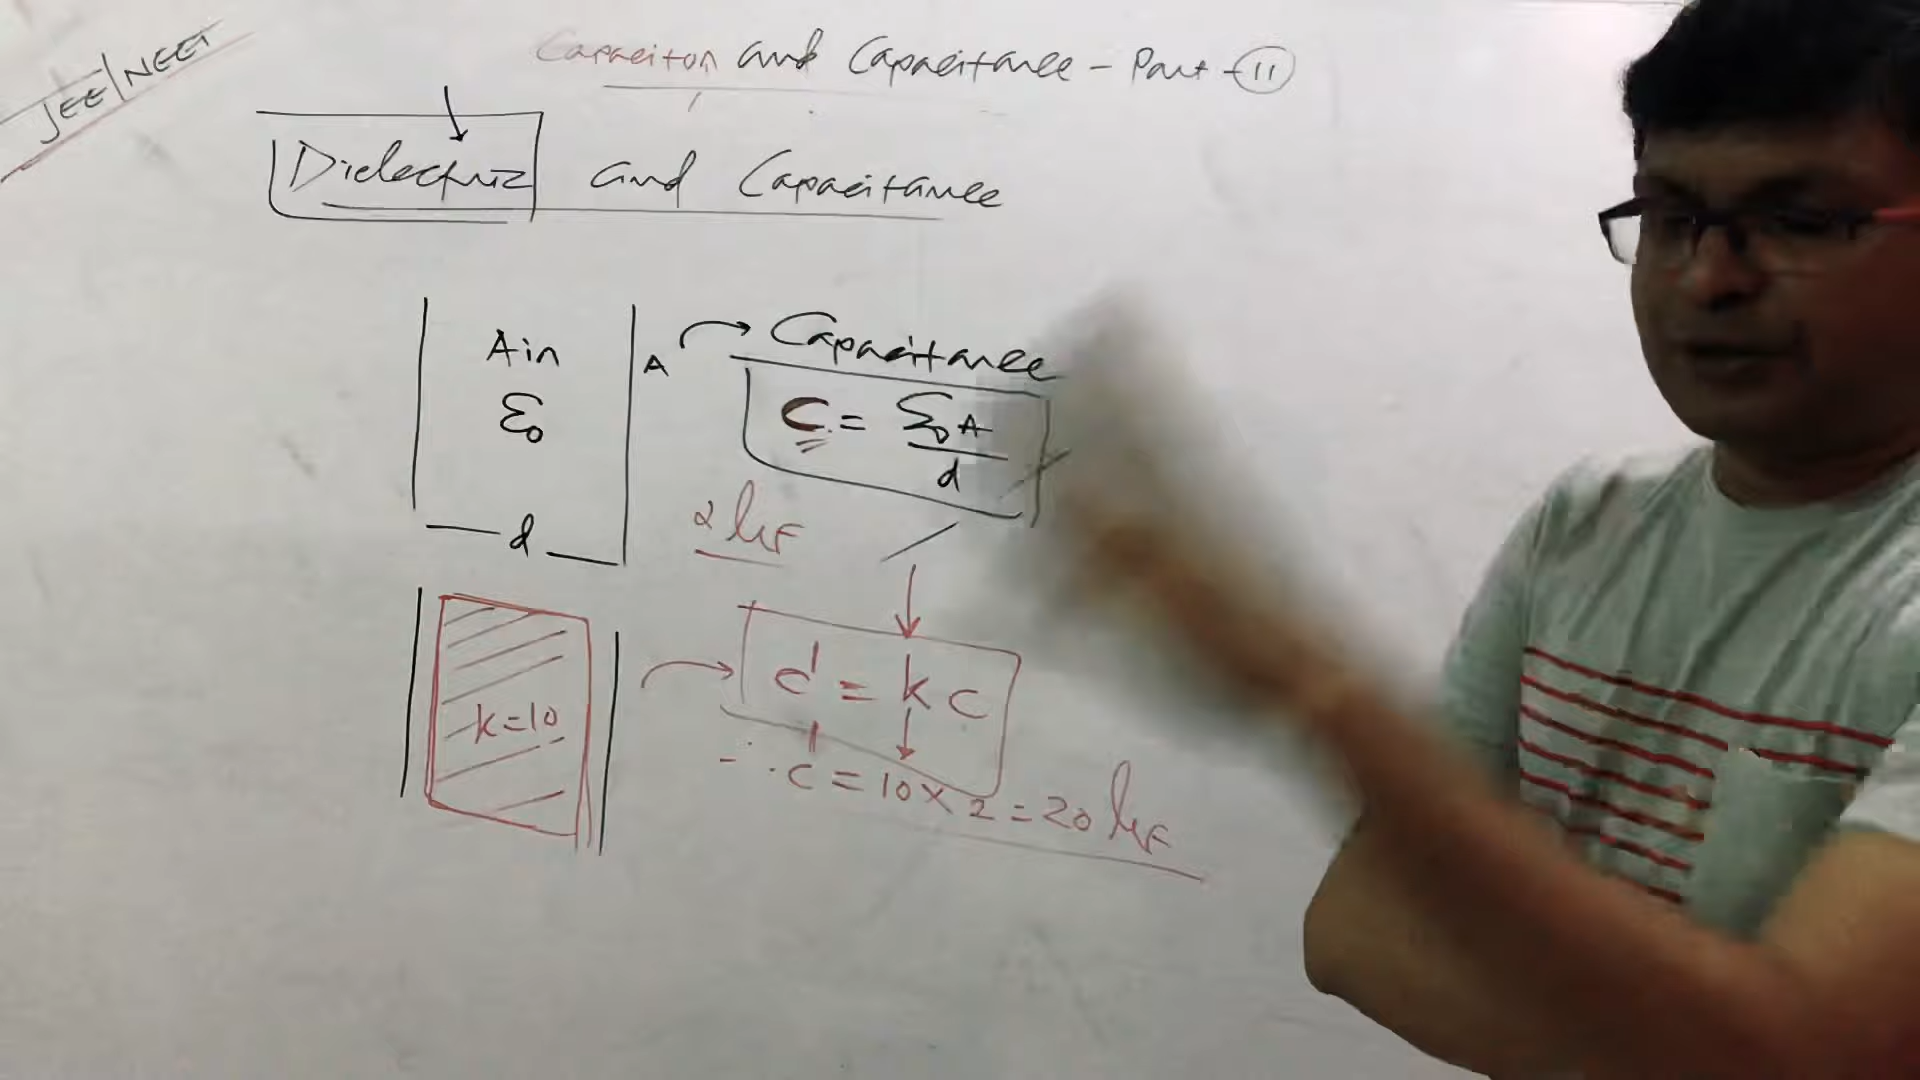 JEE/NEET
Capacitor and Capacitance - Part - 11
Dielectric and Capacitance
Air
ε₀
A
d
Capacitance
C = ε₀A/d
2 μF
k=10
C' = kC
∴ C' = 10 × 2 = 20 μF